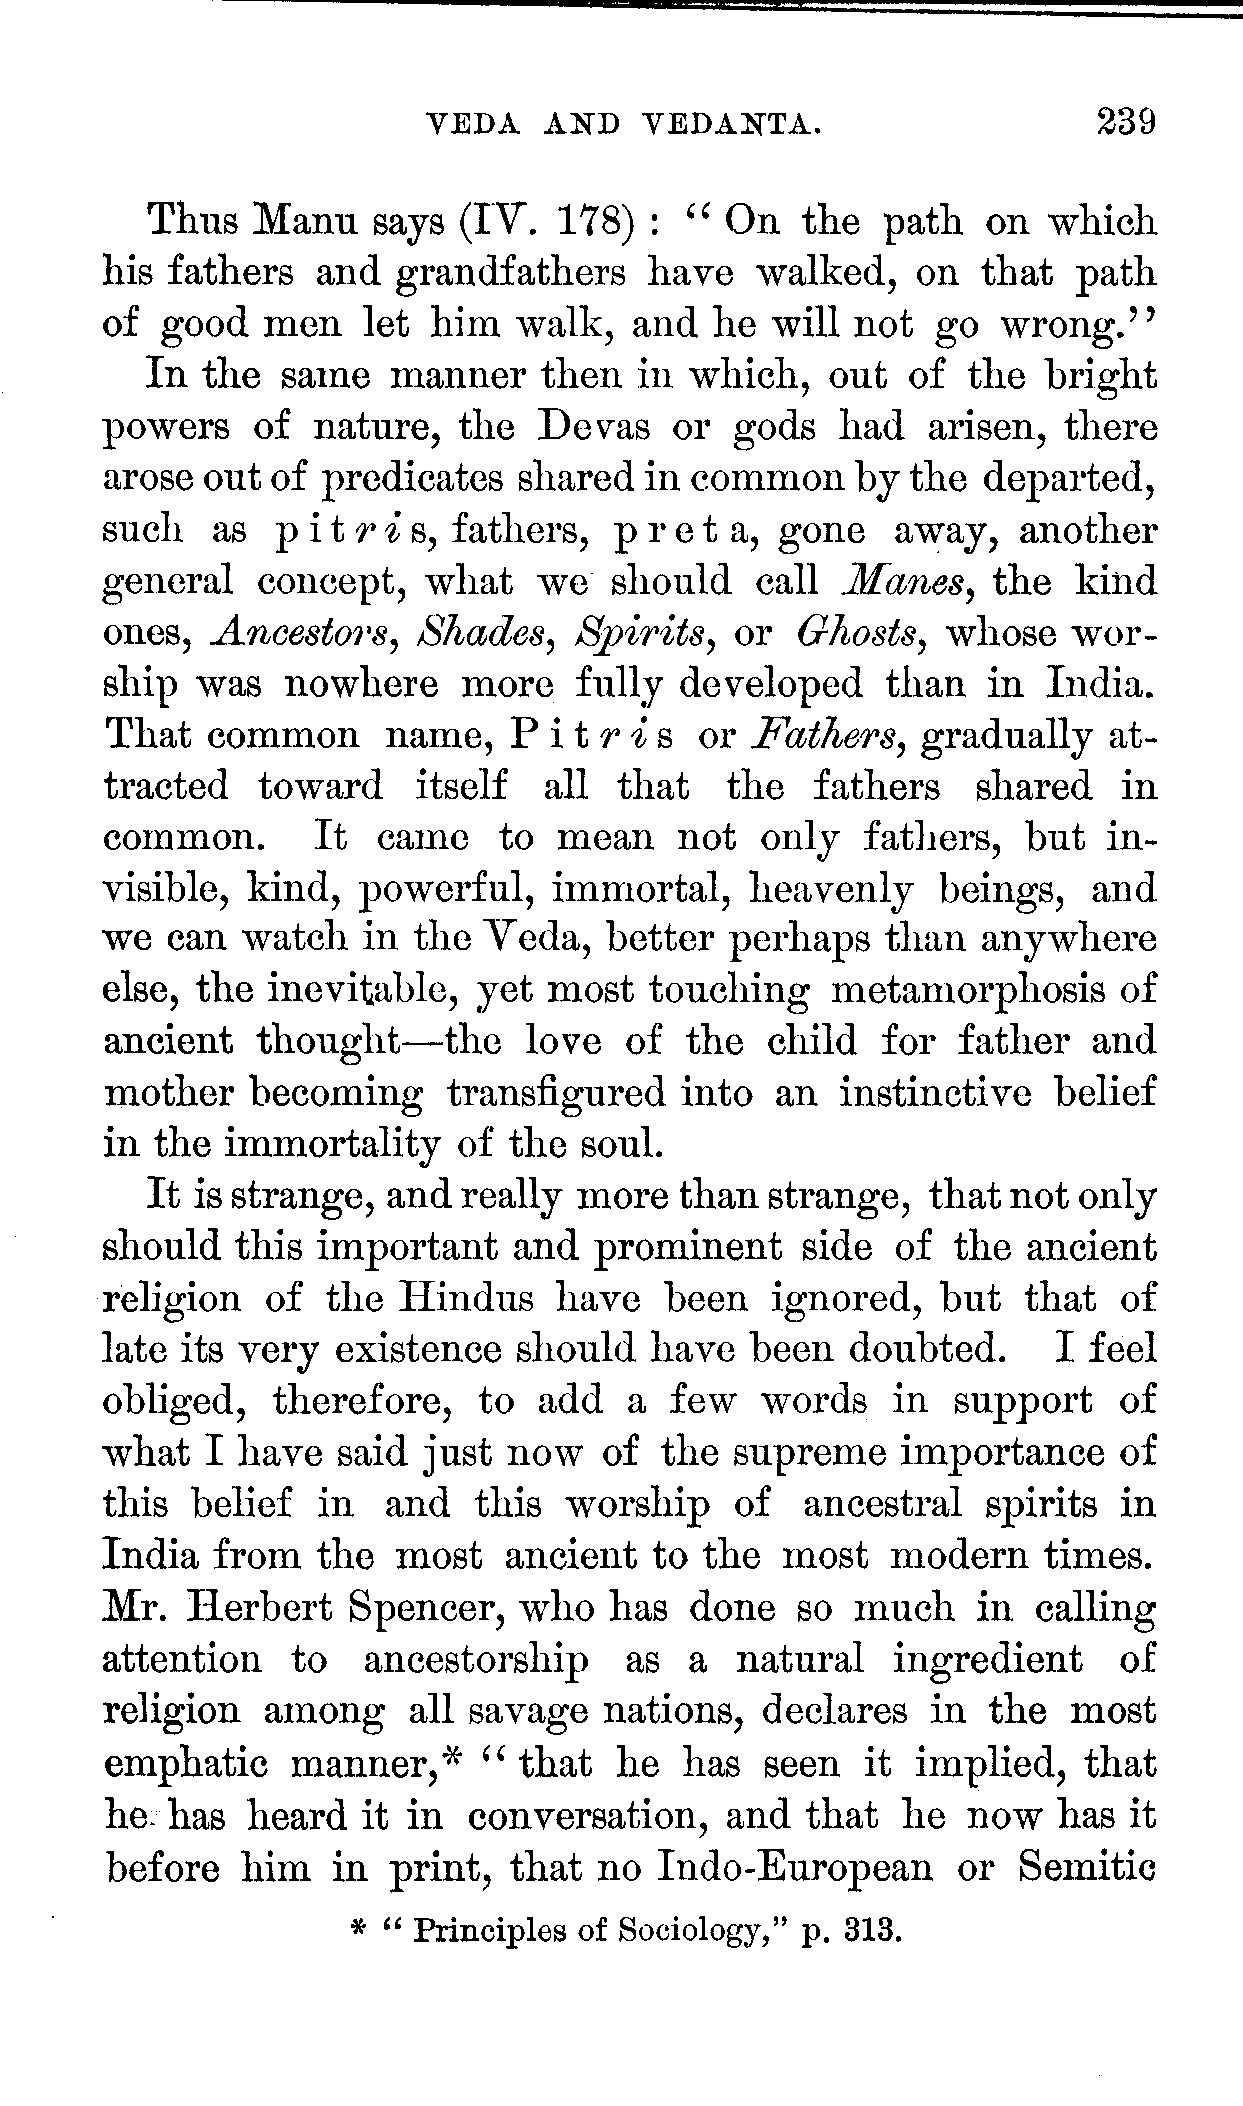 VEDA AND VEDANTA. 239
Thus Manu says (IV. 178) : “ On the path on which
his fathers and grandfathers have walked, on that path
of good men let him walk, and he will not go wrong.’’
In the same manner then in which, out of the bright
powers of nature, the Devas or gods had arisen, there
arose out of predicates shared in common by the departed,
such as p i t r i s, fathers, p r e t a, gone away, another
general concept, what we should call Manes, the kind
ones, Ancestors, Shades, Spirits, or Ghosts, whose wor-
ship was nowhere more fully developed than in India.
That common name, P i t r i s or Fathers, gradually at-
tracted toward itself all that the fathers shared in
common. It came to mean not only fathers, but in-
visible, kind, powerful, immortal, heavenly beings, and
we can watch in the Veda, better perhaps than anywhere
else, the inevitable, yet most touching metamorphosis of
ancient thought—the love of the child for father and
mother becoming transfigured into an instinctive belief
in the immortality of the soul.
It is strange, and really more than strange, that not only
should this important and prominent side of the ancient
religion of the Hindus have been ignored, but that of
late its very existence should have been doubted. I feel
obliged, therefore, to add a few words in support of
what I have said just now of the supreme importance of
this belief in and this worship of ancestral spirits in
India from the most ancient to the most modern times.
Mr. Herbert Spencer, who has done so much in calling
attention to ancestorship as a natural ingredient of
religion among all savage nations, declares in the most
emphatic manner,* “ that he has seen it implied, that
he has heard it in conversation, and that he now has it
before him in print, that no Indo-European or Semitic
* “ Principles of Sociology,” p. 313.